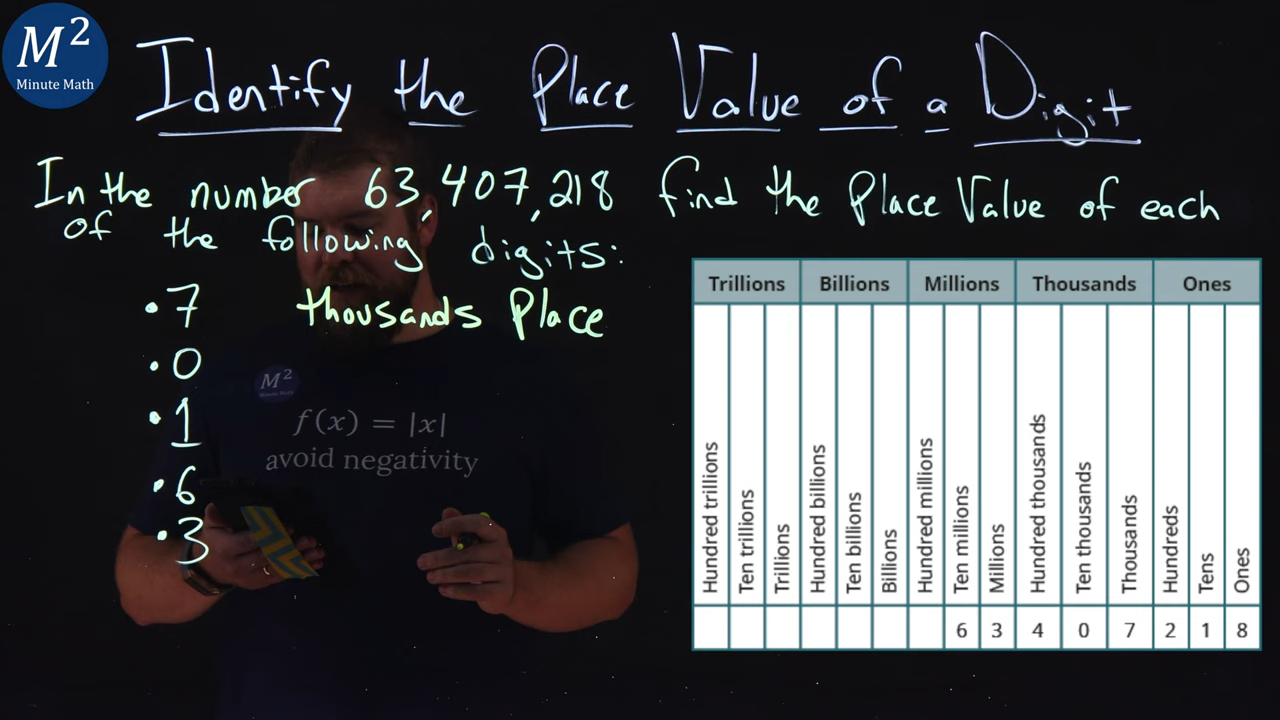 M²
Minute Math
Identify the Place Value of a Digit
In the number 63,407,218 find the Place Value of each
of the following digits:
• 7 thousands Place
• 0
• 1
• 6
• 3
M²
Minute Math
f(x) = |x|
avoid negativity
Trillions Billions Millions Thousands Ones
Hundred trillions Ten trillions Trillions Hundred billions Ten billions Billions Hundred millions Ten millions Millions Hundred thousands Ten thousands Thousands Hundreds Tens Ones
6 3 4 0 7 2 1 8